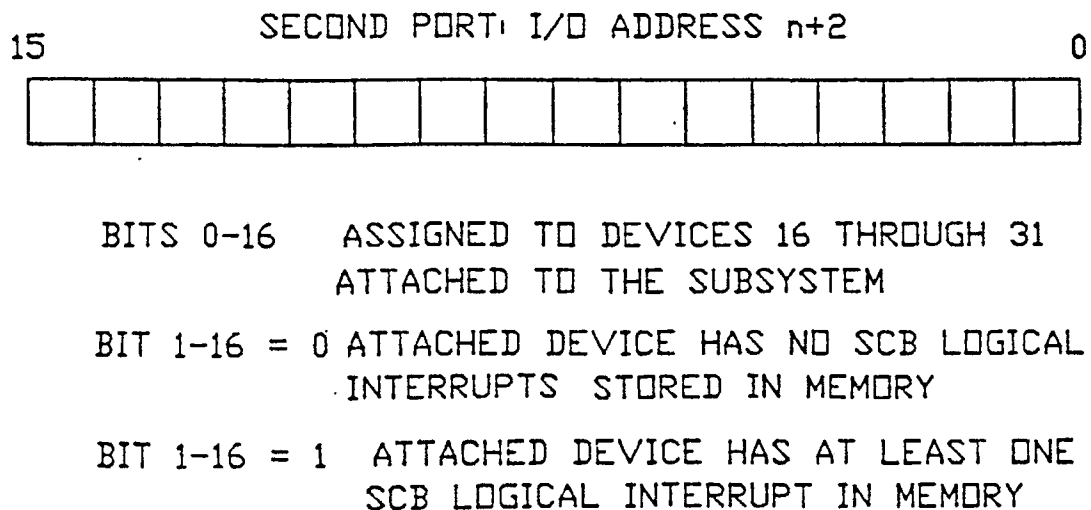 SECOND PORT: I/O ADDRESS n+2
15 0
BITS 0-16 ASSIGNED TO DEVICES 16 THROUGH 31
ATTACHED TO THE SUBSYSTEM
BIT 1-16 = 0 ATTACHED DEVICE HAS NO SCB LOGICAL
INTERRUPTS STORED IN MEMORY
BIT 1-16 = 1 ATTACHED DEVICE HAS AT LEAST ONE
SCB LOGICAL INTERRUPT IN MEMORY